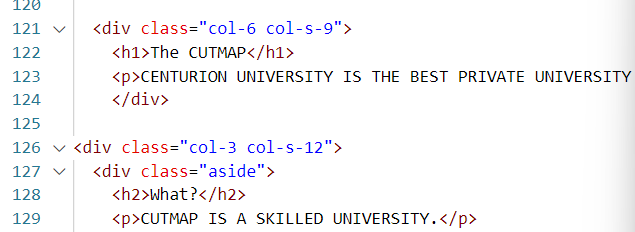 120
121 <div class="col-6 col-s-9">
122 <h1>The CUTMAP</h1>
123 <p>CENTURION UNIVERSITY IS THE BEST PRIVATE UNIVERSITY
124 </div>
125
126 <div class="col-3 col-s-12">
127 <div class="aside">
128 <h2>What?</h2>
129 <p>CUTMAP IS A SKILLED UNIVERSITY.</p>